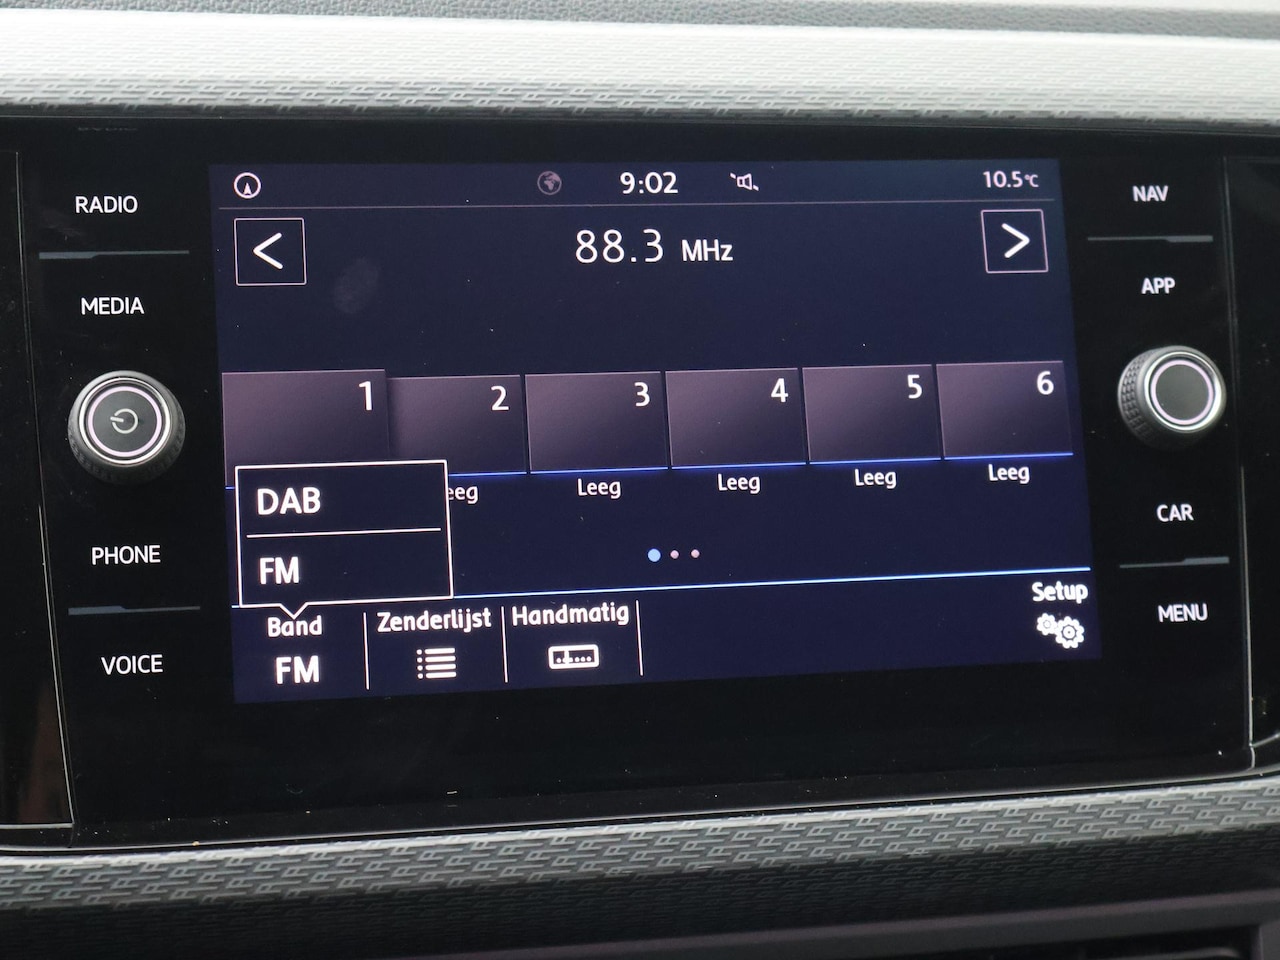 RADIO
MEDIA
PHONE
VOICE
9:02
10.5°C
88.3 MHz
1 2 3 4 5 6
eeg Leeg Leeg Leeg Leeg
DAB
FM
Band
FM
Zenderlijst
Handmatig
Setup
NAV
APP
CAR
MENU